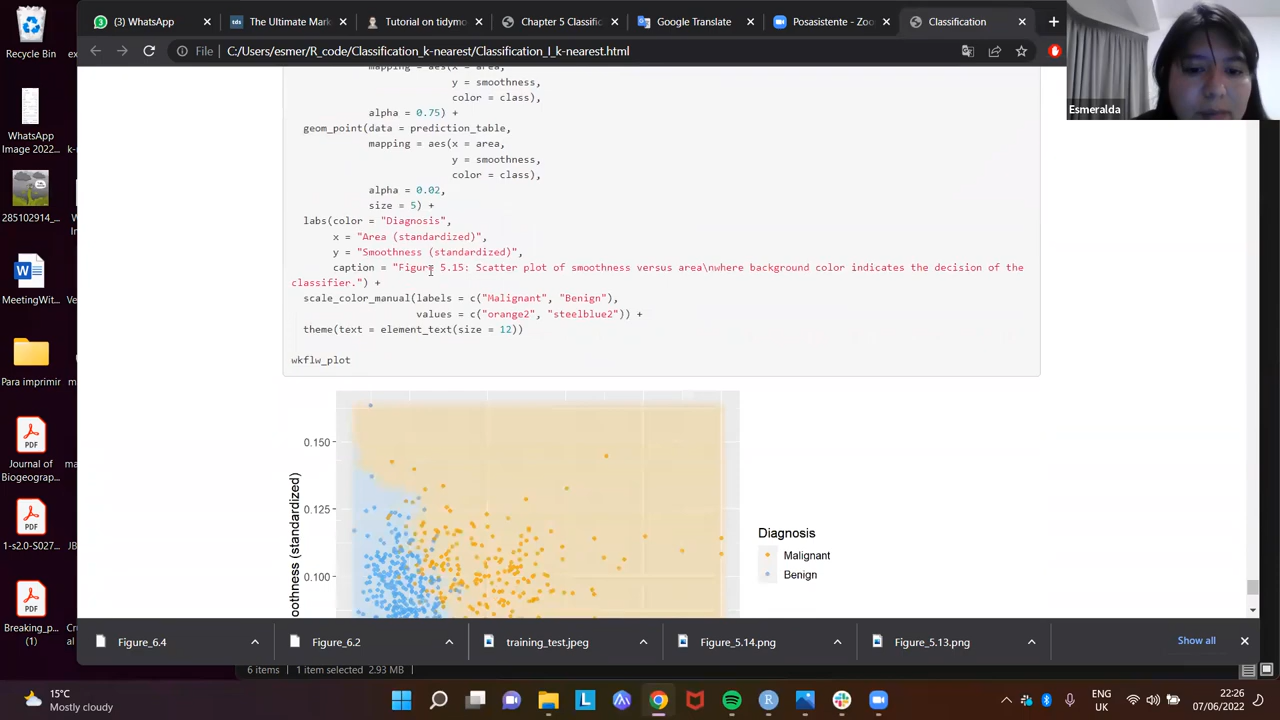 Recycle Bin
WhatsApp
Image 2022...
285102914_...
MeetingWit...
Para imprimir
Journal of
Biogeograp...
1-s2.0-S027...
Breaking_p...
(1)
(3) WhatsApp
The Ultimate Mark
Tutorial on tidymo
Chapter 5 Classific
Google Translate
Posasistente - Zoo
Classification
File
C:/Users/esmer/R_code/Classification_k-nearest/Classification_I_k-nearest.html
Esmeralda
mapping = aes(x = area,
y = smoothness,
color = class),
alpha = 0.75) +
geom_point(data = prediction_table,
mapping = aes(x = area,
y = smoothness,
color = class),
alpha = 0.02,
size = 5) +
labs(color = "Diagnosis",
x = "Area (standardized)",
y = "Smoothness (standardized)",
caption = "Figure 5.15: Scatter plot of smoothness versus area\nwhere background color indicates the decision of the
classifier.") +
scale_color_manual(labels = c("Malignant", "Benign"),
values = c("orange2", "steelblue2")) +
theme(text = element_text(size = 12))
wkflw_plot
0.150
0.125
0.100
oothness (standardized)
Diagnosis
Malignant
Benign
Figure_6.4
Figure_6.2
training_test.jpeg
Figure_5.14.png
Figure_5.13.png
Show all
6 items
1 item selected 2.93 MB
15°C
Mostly cloudy
ENG
UK
22:26
07/06/2022